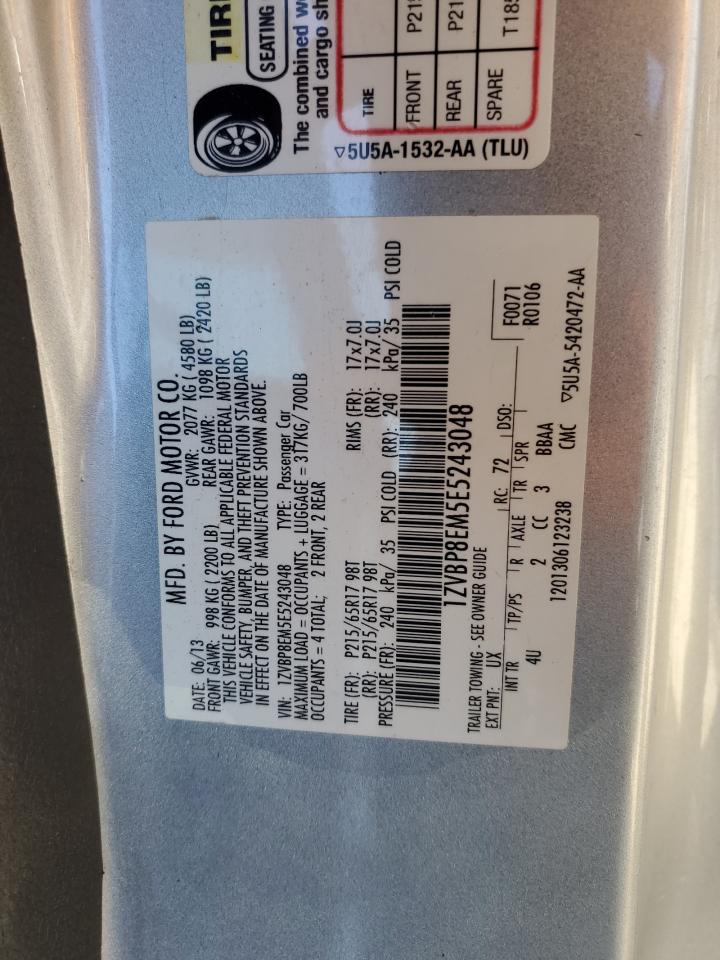 TIRE
SEATING
The combined
and cargo
TIRE
FRONT
REAR
SPARE
▽5U5A-1532-AA (TLU)
MFD. BY FORD MOTOR CO.
DATE: 06/13 GVWR: 2077 KG ( 4580 LB)
FRONT GAWR: 998 KG ( 2200 LB) REAR GAWR: 1098 KG ( 2420 LB)
THIS VEHICLE CONFORMS TO ALL APPLICABLE FEDERAL MOTOR
VEHICLE SAFETY, BUMPER, AND THEFT PREVENTION STANDARDS
IN EFFECT ON THE DATE OF MANUFACTURE SHOWN ABOVE.
VIN: 1ZVBP8EM5E5243048 TYPE: Passenger Car
MAXIMUM LOAD = OCCUPANTS + LUGGAGE = 317KG/ 700LB
OCCUPANTS = 4 TOTAL; 2 FRONT, 2 REAR
TIRE (FR): P215/65R17 98T RIMS (FR): 17x7.0J
(RR): P215/65R17 98T (RR): 17x7.0J
PRESSURE (FR): 240 kPa/ 35 PSI COLD (RR): 240 kPa/ 35 PSI COLD
1ZVBP8EM5E5243048
TRAILER TOWING - SEE OWNER GUIDE
EXT PNT: UX RC: 72 DSO: F0071
R0106
INT TR TP/PS R AXLE TR SPR
4U 2 CC 3 BBAA
1201306123238 CMC ▽5U5A-5420472-AA